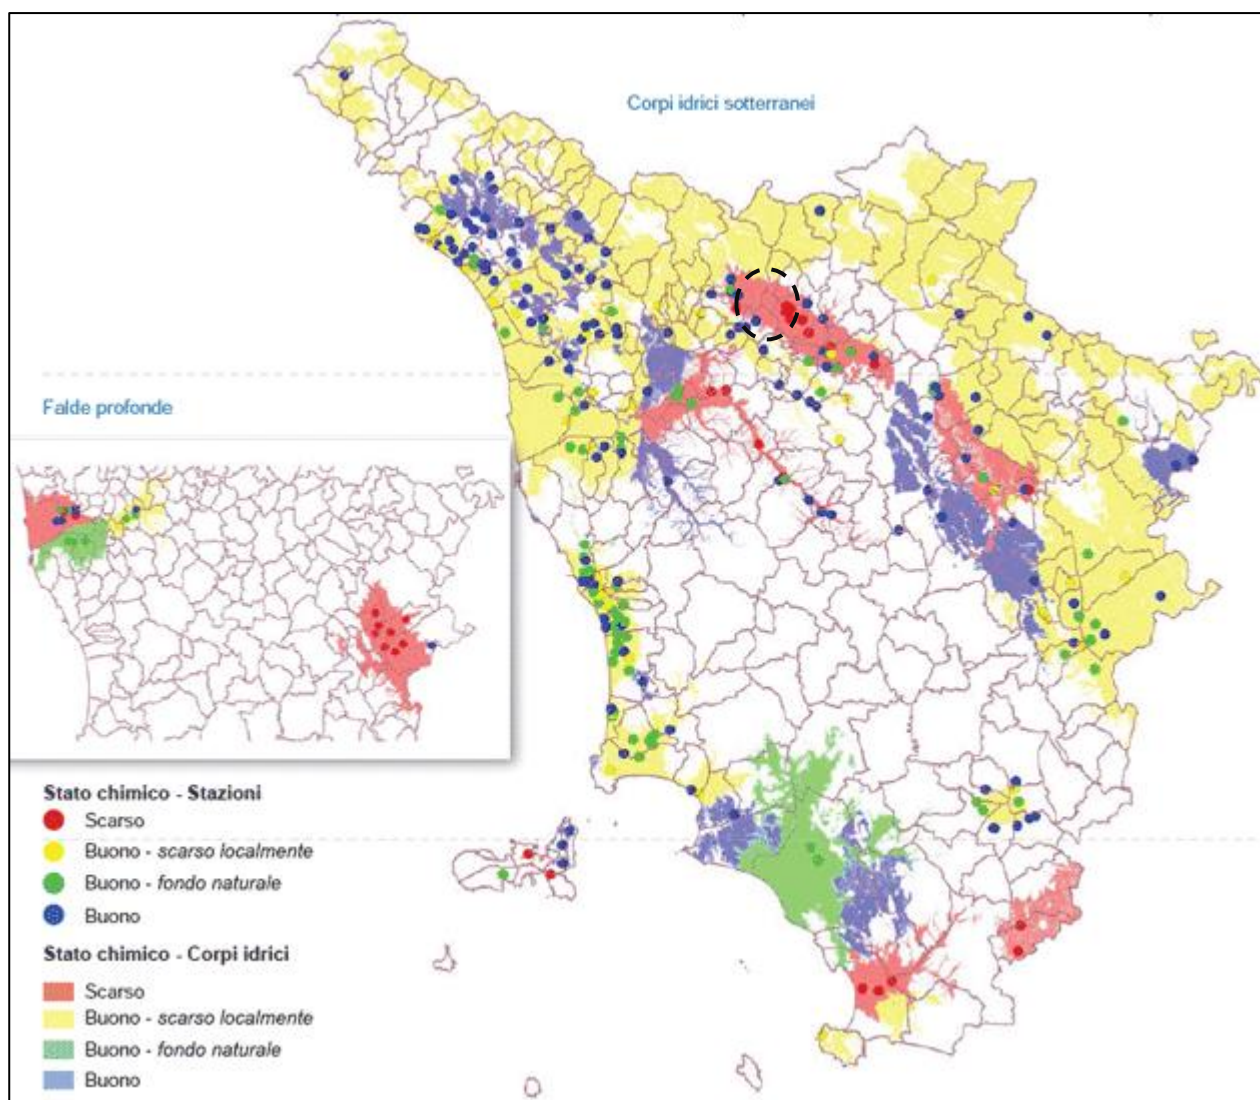 Corpi idrici sotterranei
Falde profonde
Stato chimico - Stazioni
Scarso
Buono - scarso localmente
Buono - fondo naturale
Buono
Stato chimico - Corpi idrici
Scarso
Buono - scarso localmente
Buono - fondo naturale
Buono